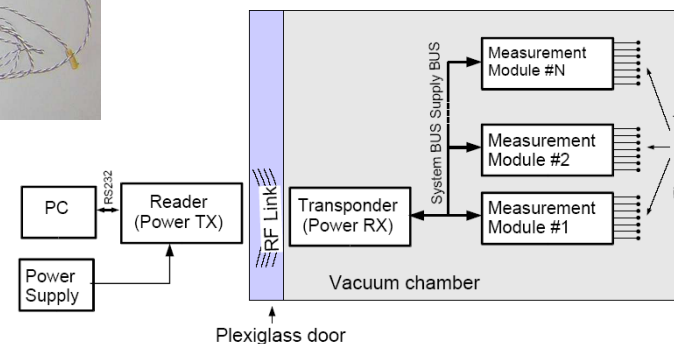 Measurement
Module #N
System BUS Supply BUS
Measurement
Module #2
PC
RS232
Reader
(Power TX)
RF Link
Transponder
(Power RX)
Measurement
Module #1
Power
Supply
Vacuum chamber
Plexiglass door